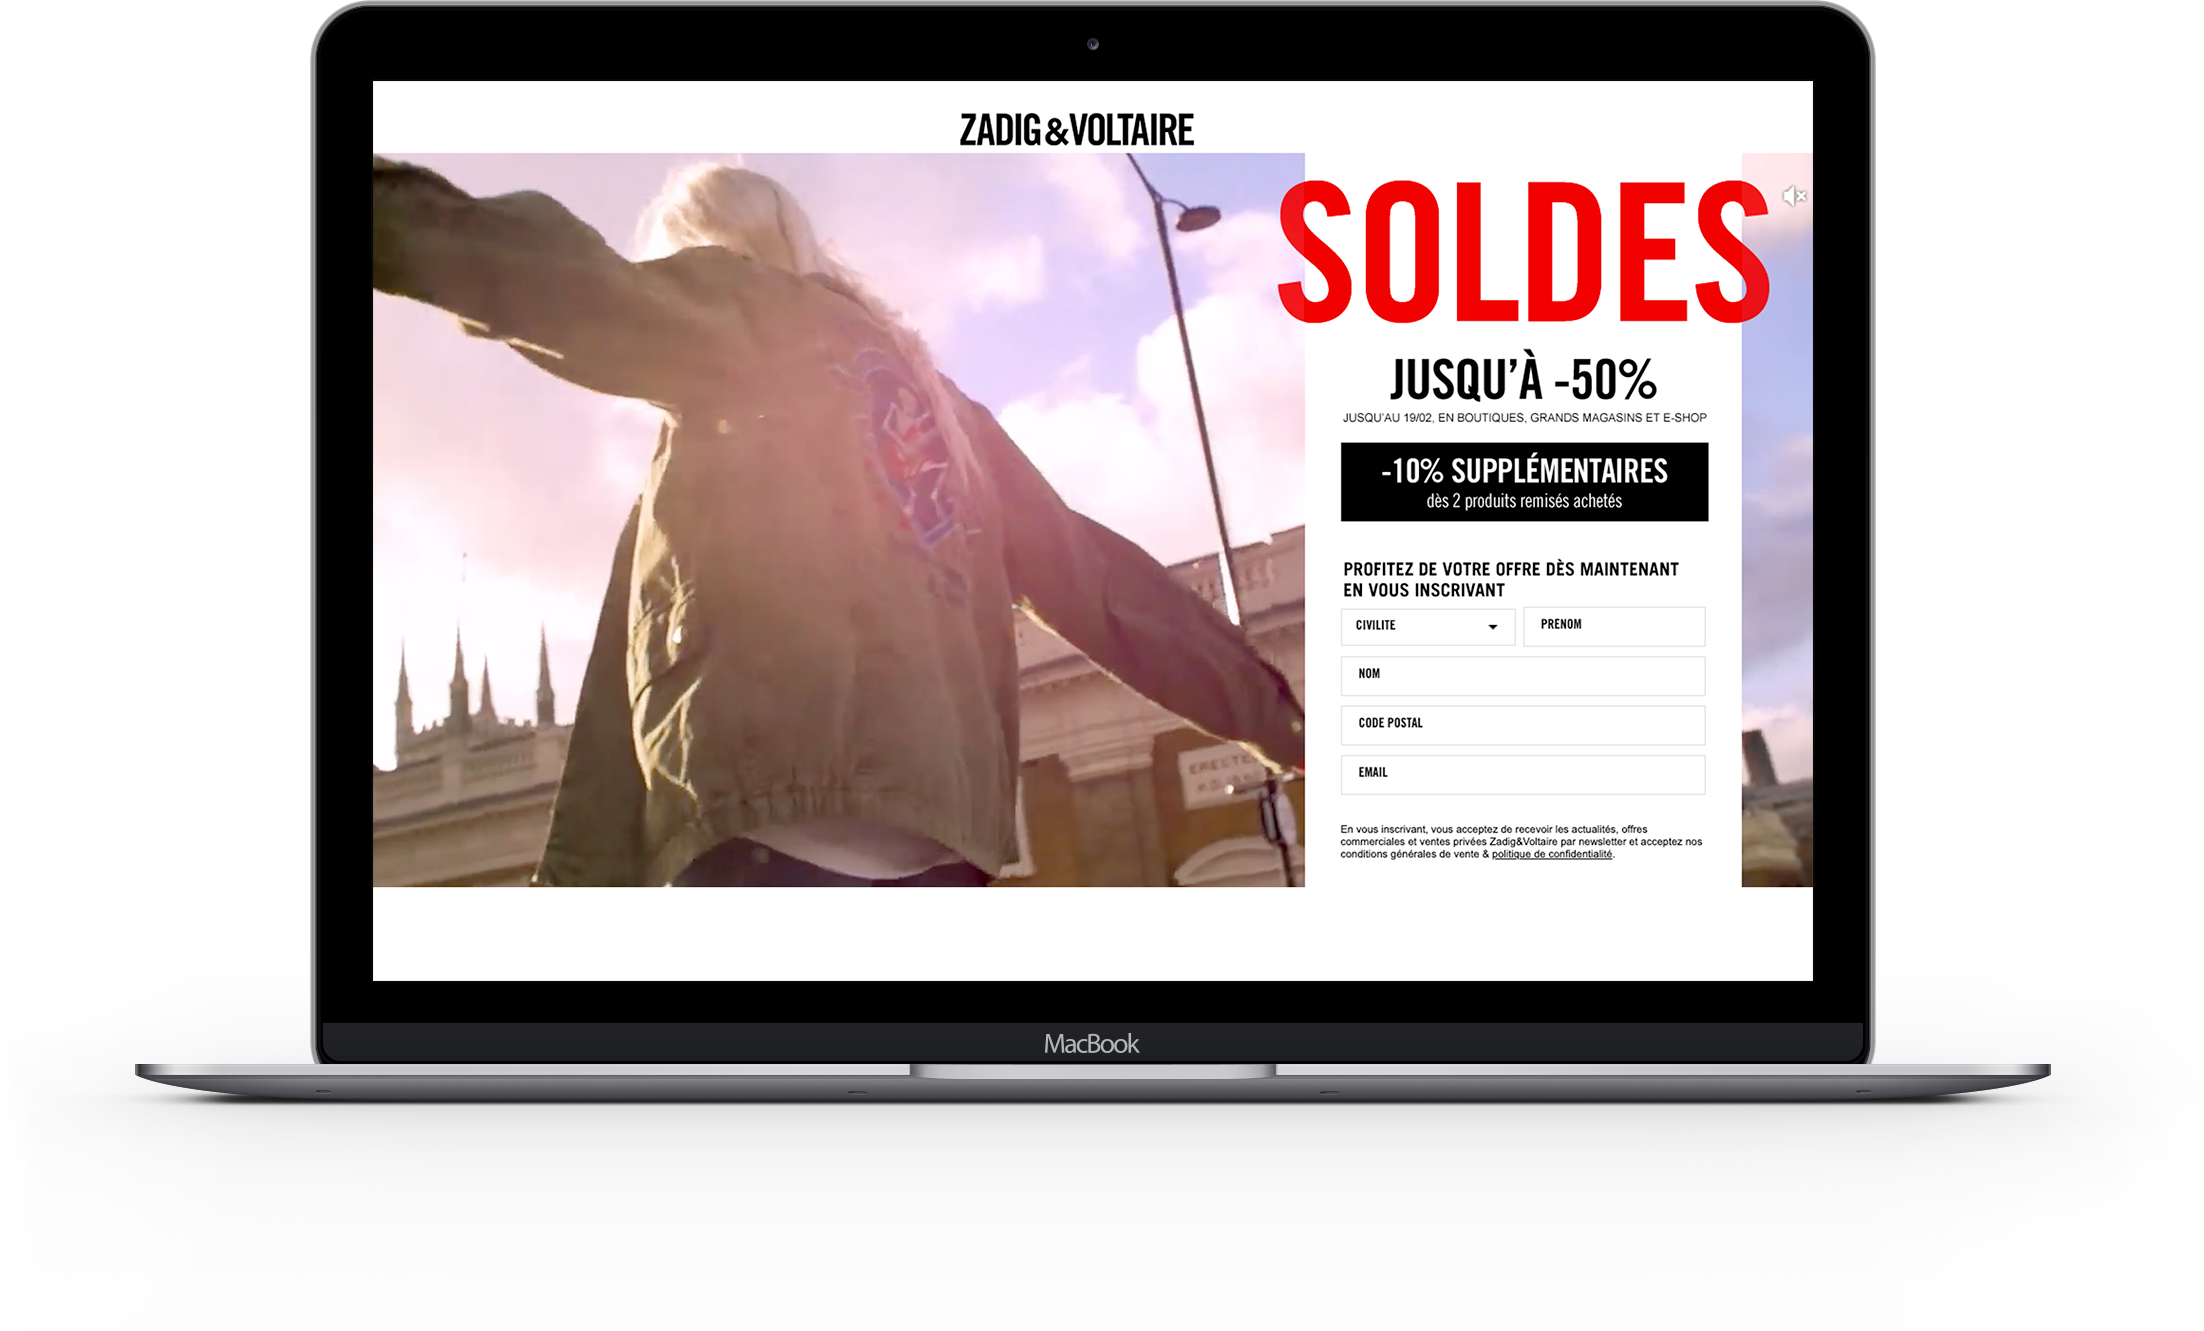 ZADIG&VOLTAIRE
SOLDES
JUSQU'À -50%
JUSQU'AU 19/02, EN BOUTIQUES, GRANDS MAGASINS ET E-SHOP
-10% SUPPLÉMENTAIRES
dès 2 produits remisés achetés
PROFITEZ DE VOTRE OFFRE DÈS MAINTENANT
EN VOUS INSCRIVANT
CIVILITE
PRENOM
NOM
CODE POSTAL
EMAIL
En vous inscrivant, vous acceptez de recevoir les actualités, offres
commerciales et ventes privées Zadig&Voltaire par newsletter et acceptez nos
conditions générales de vente & politique de confidentialité.
MacBook